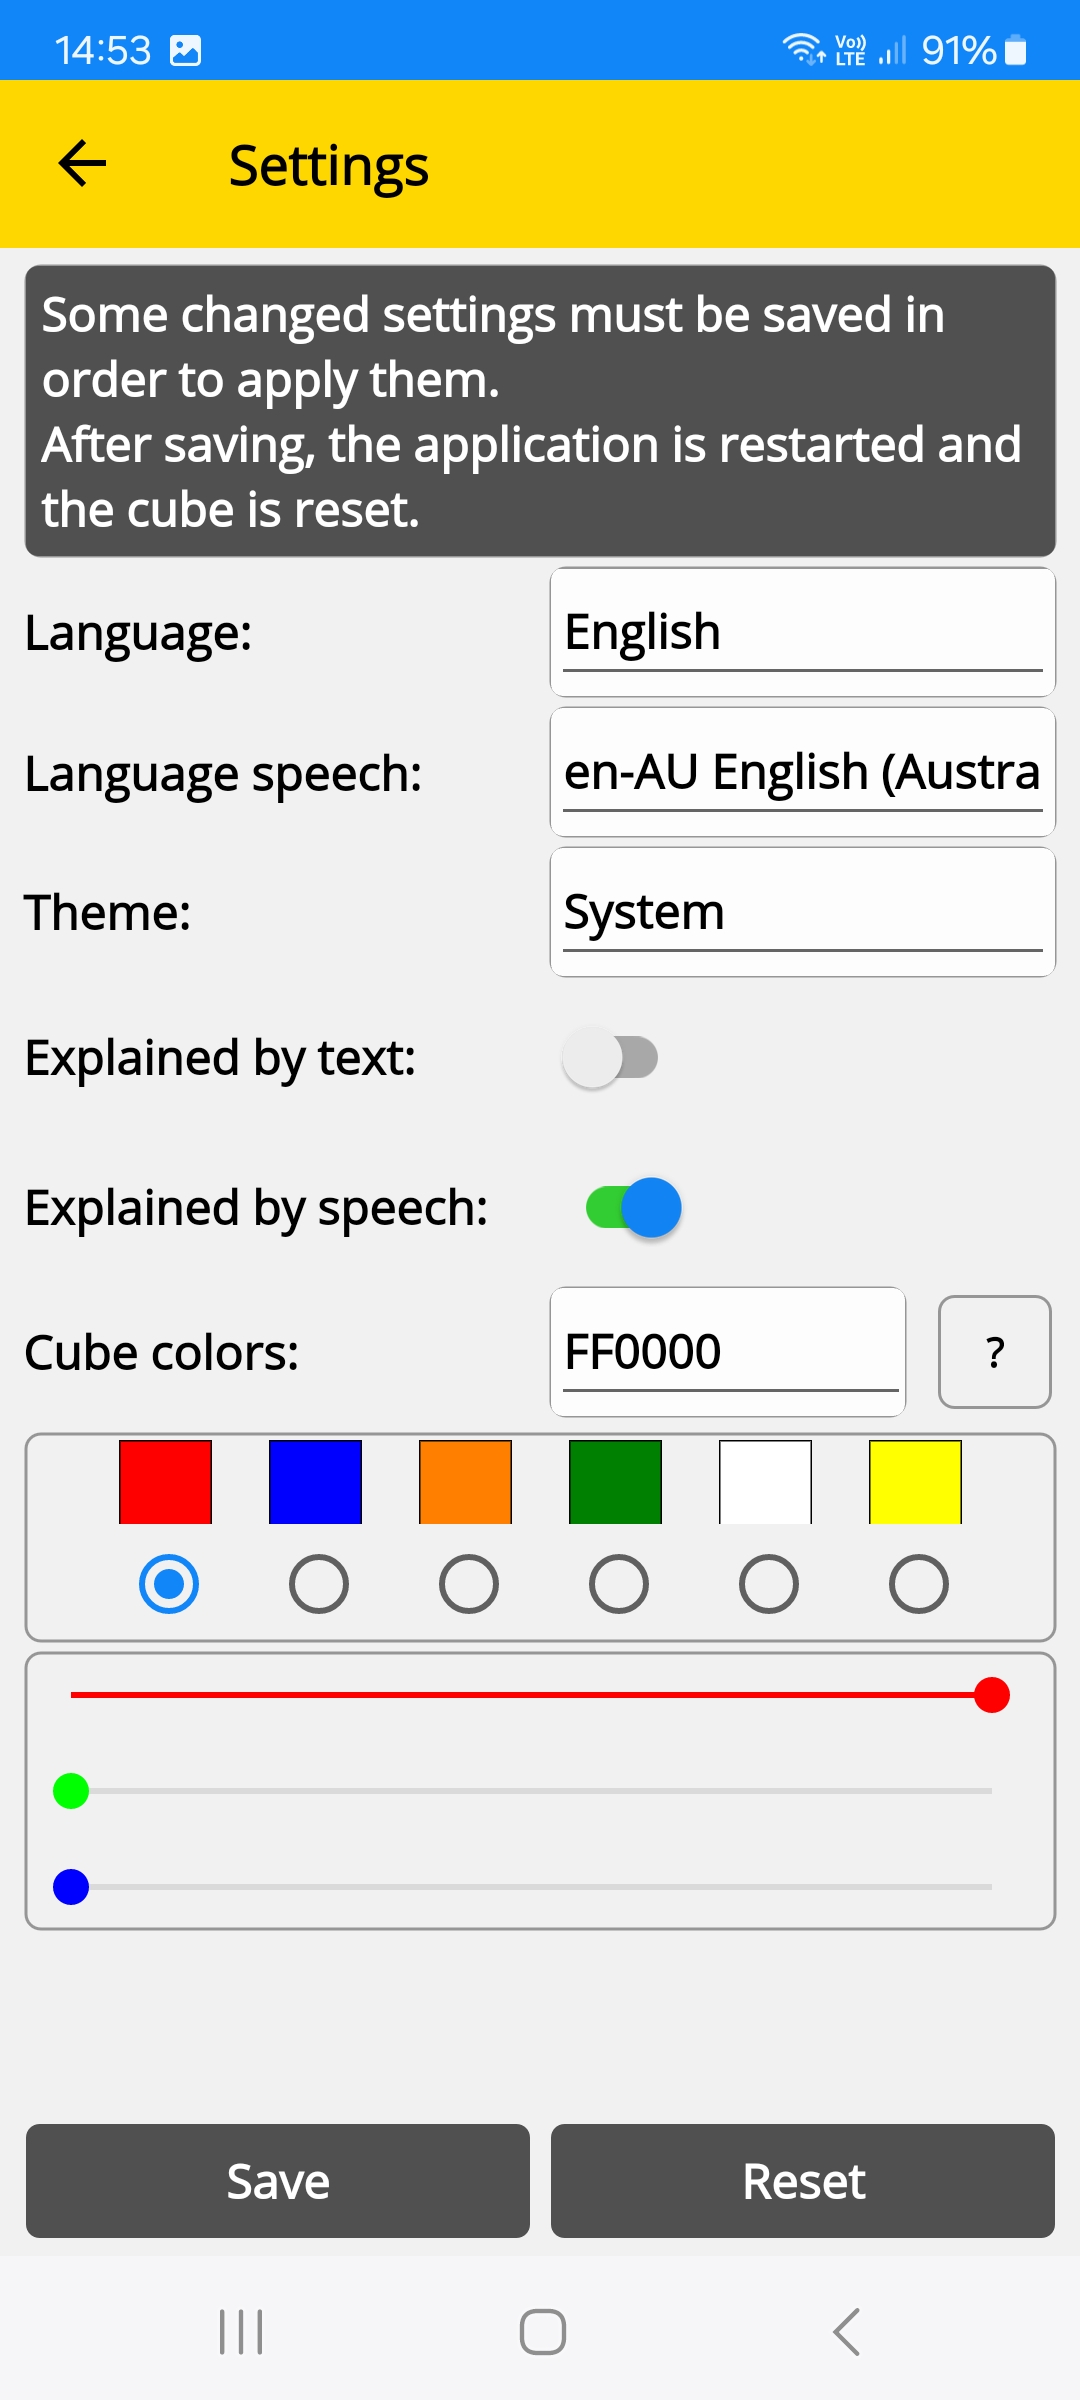 14:53 Vo)) LTE 91%
Settings
Some changed settings must be saved in
order to apply them.
After saving, the application is restarted and
the cube is reset.
Language: English
Language speech: en-AU English (Austra
Theme: System
Explained by text:
Explained by speech:
Cube colors: FF0000 ?
Save Reset